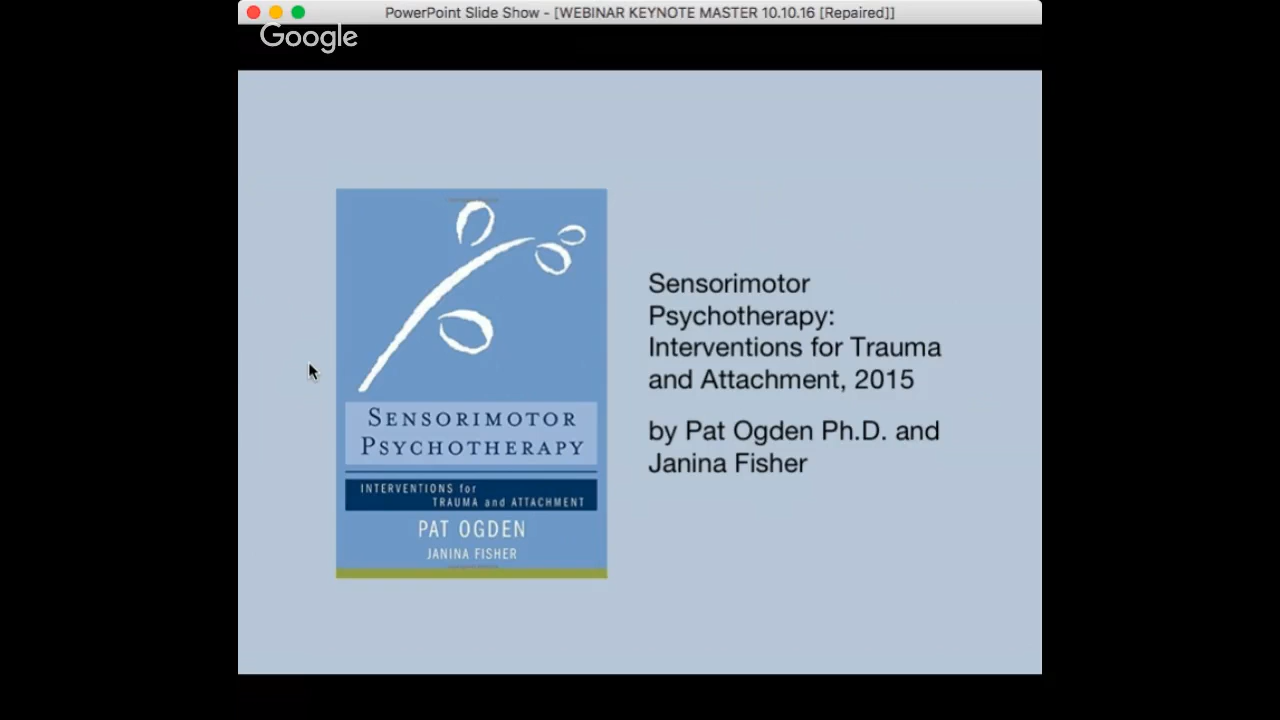 PowerPoint Slide Show - [WEBINAR KEYNOTE MASTER 10.10.16 [Repaired]]
Google
SENSORIMOTOR
PSYCHOTHERAPY
INTERVENTIONS for
TRAUMA and ATTACHMENT
PAT OGDEN
JANINA FISHER
Sensorimotor
Psychotherapy:
Interventions for Trauma
and Attachment, 2015
by Pat Ogden Ph.D. and
Janina Fisher